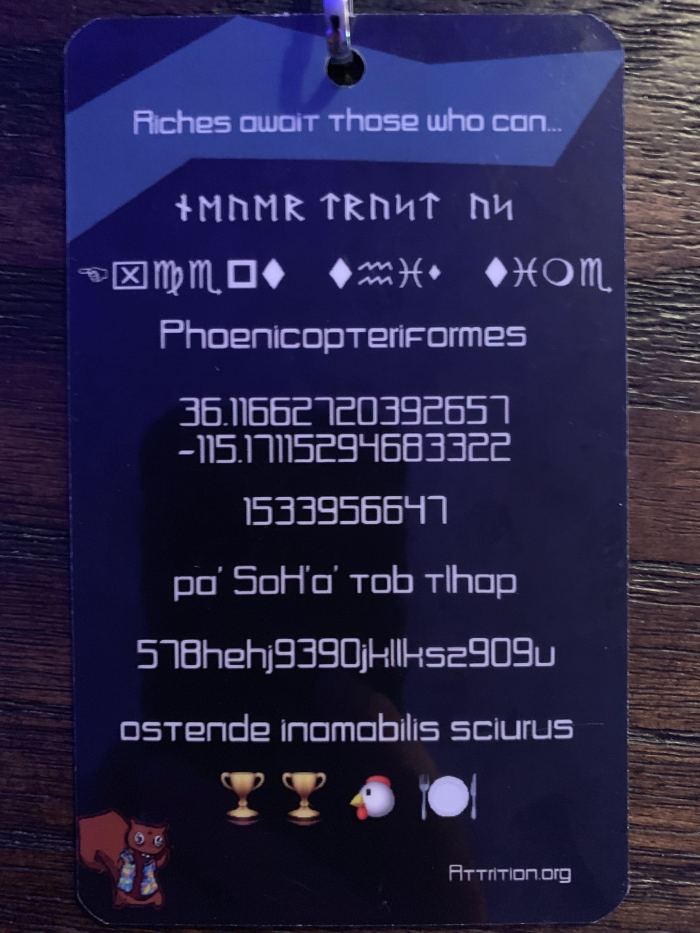 Riches await those who can...
ᚾᛖᚢᛖᚱ ᛏᚱᚢᛋᛏ ᚢᛋ
☜⌧♍♏◻⧫ ⧫♒♓⬧ ⧫♓❍♏
Phoenicopteriformes
36.11662720392657
-115.17115294683322
1533956647
pa' SoH'a' tob tlhap
578hehj9390jkllksz909u
ostende inamabilis sciurus
🏆 🏆 🐔 🍽️
Attrition.org